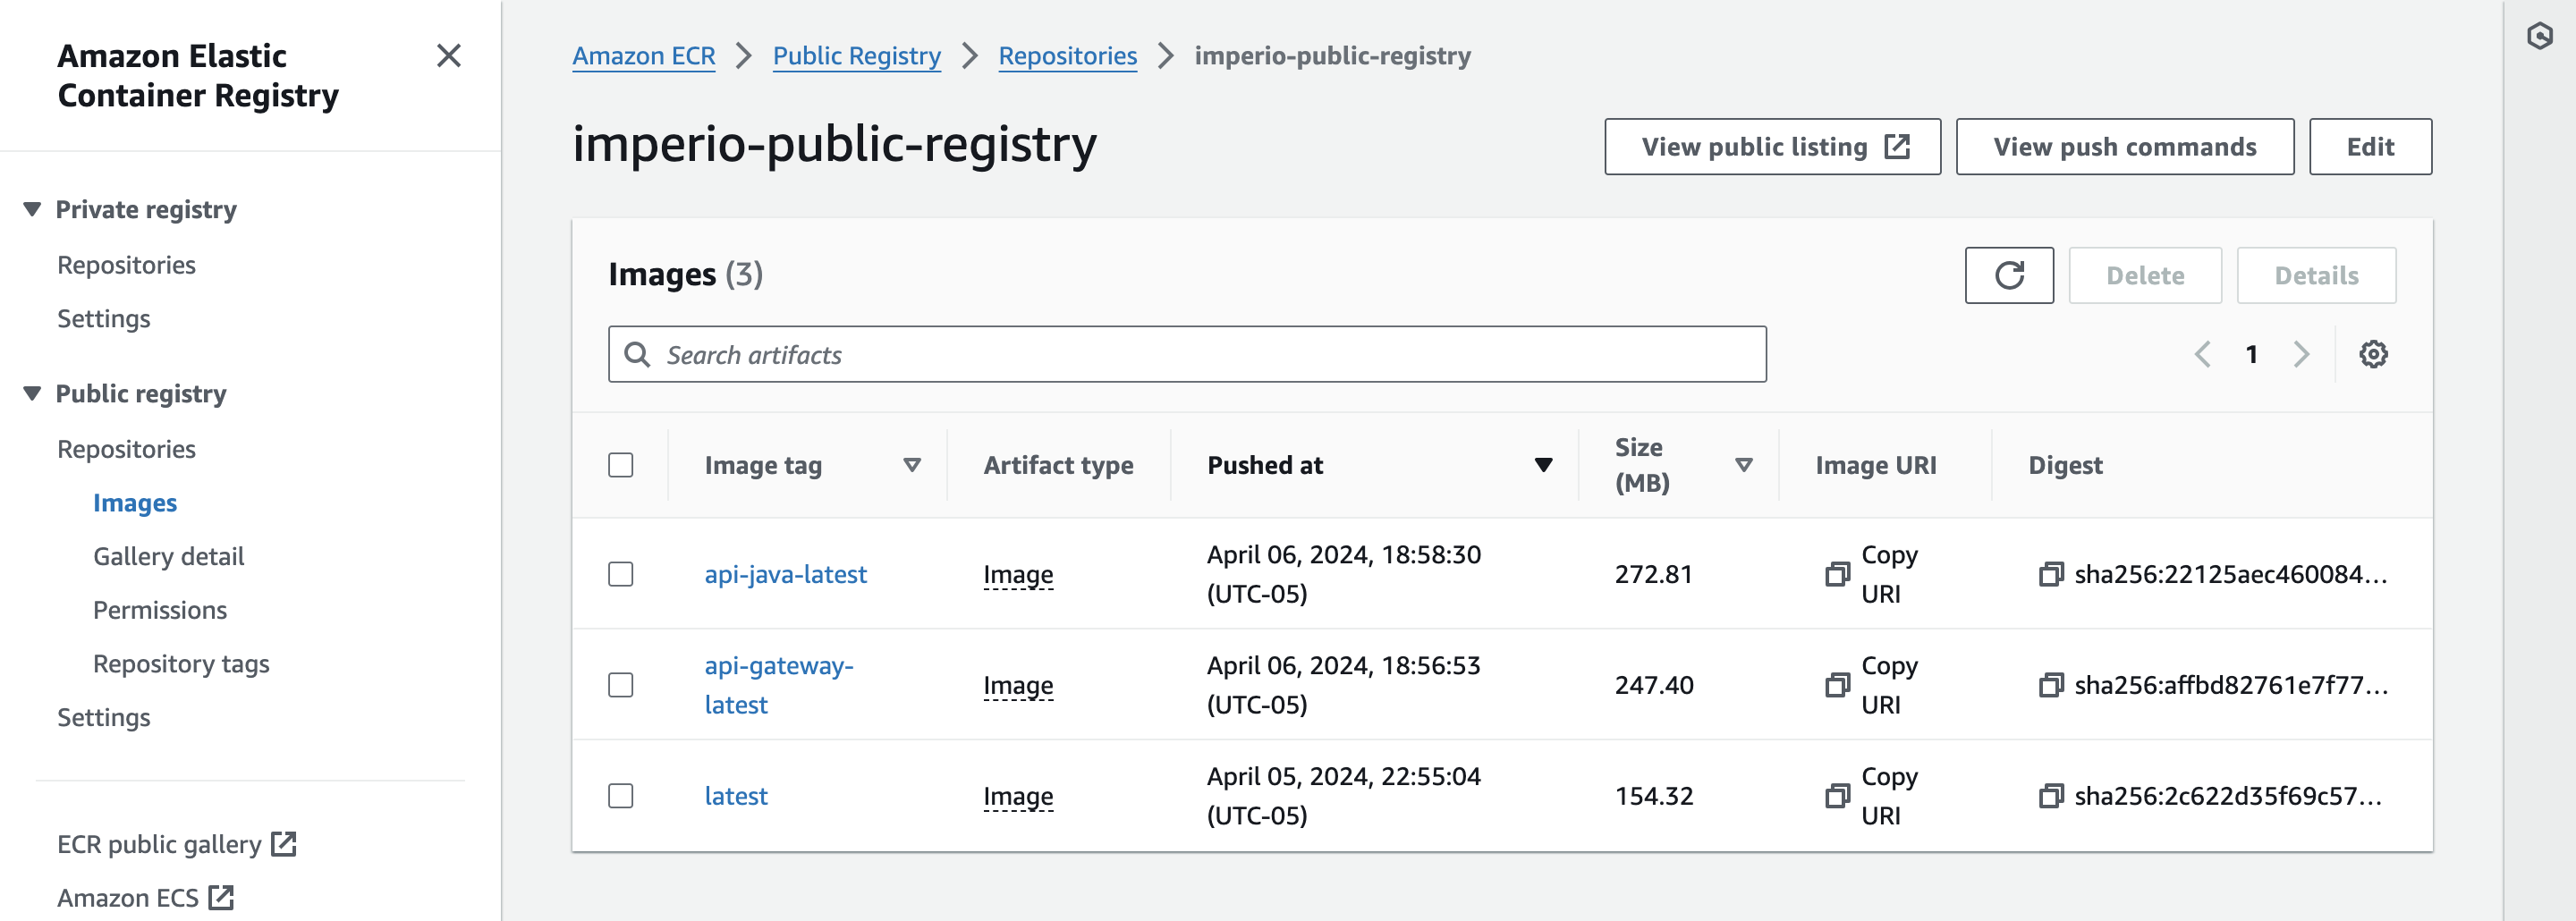 Amazon Elastic
Container Registry
Private registry
Repositories
Settings
Public registry
Repositories
Images
Gallery detail
Permissions
Repository tags
Settings
ECR public gallery
Amazon ECS
Amazon ECR > Public Registry > Repositories > imperio-public-registry
imperio-public-registry
View public listing View push commands Edit
Images (3)
Delete Details
Search artifacts
1
Image tag Artifact type Pushed at Size
(MB) Image URI Digest
api-java-latest Image April 06, 2024, 18:58:30
(UTC-05) 272.81 Copy
URI sha256:22125aec460084...
api-gateway-
latest Image April 06, 2024, 18:56:53
(UTC-05) 247.40 Copy
URI sha256:affbd82761e7f77...
latest Image April 05, 2024, 22:55:04
(UTC-05) 154.32 Copy
URI sha256:2c622d35f69c57...